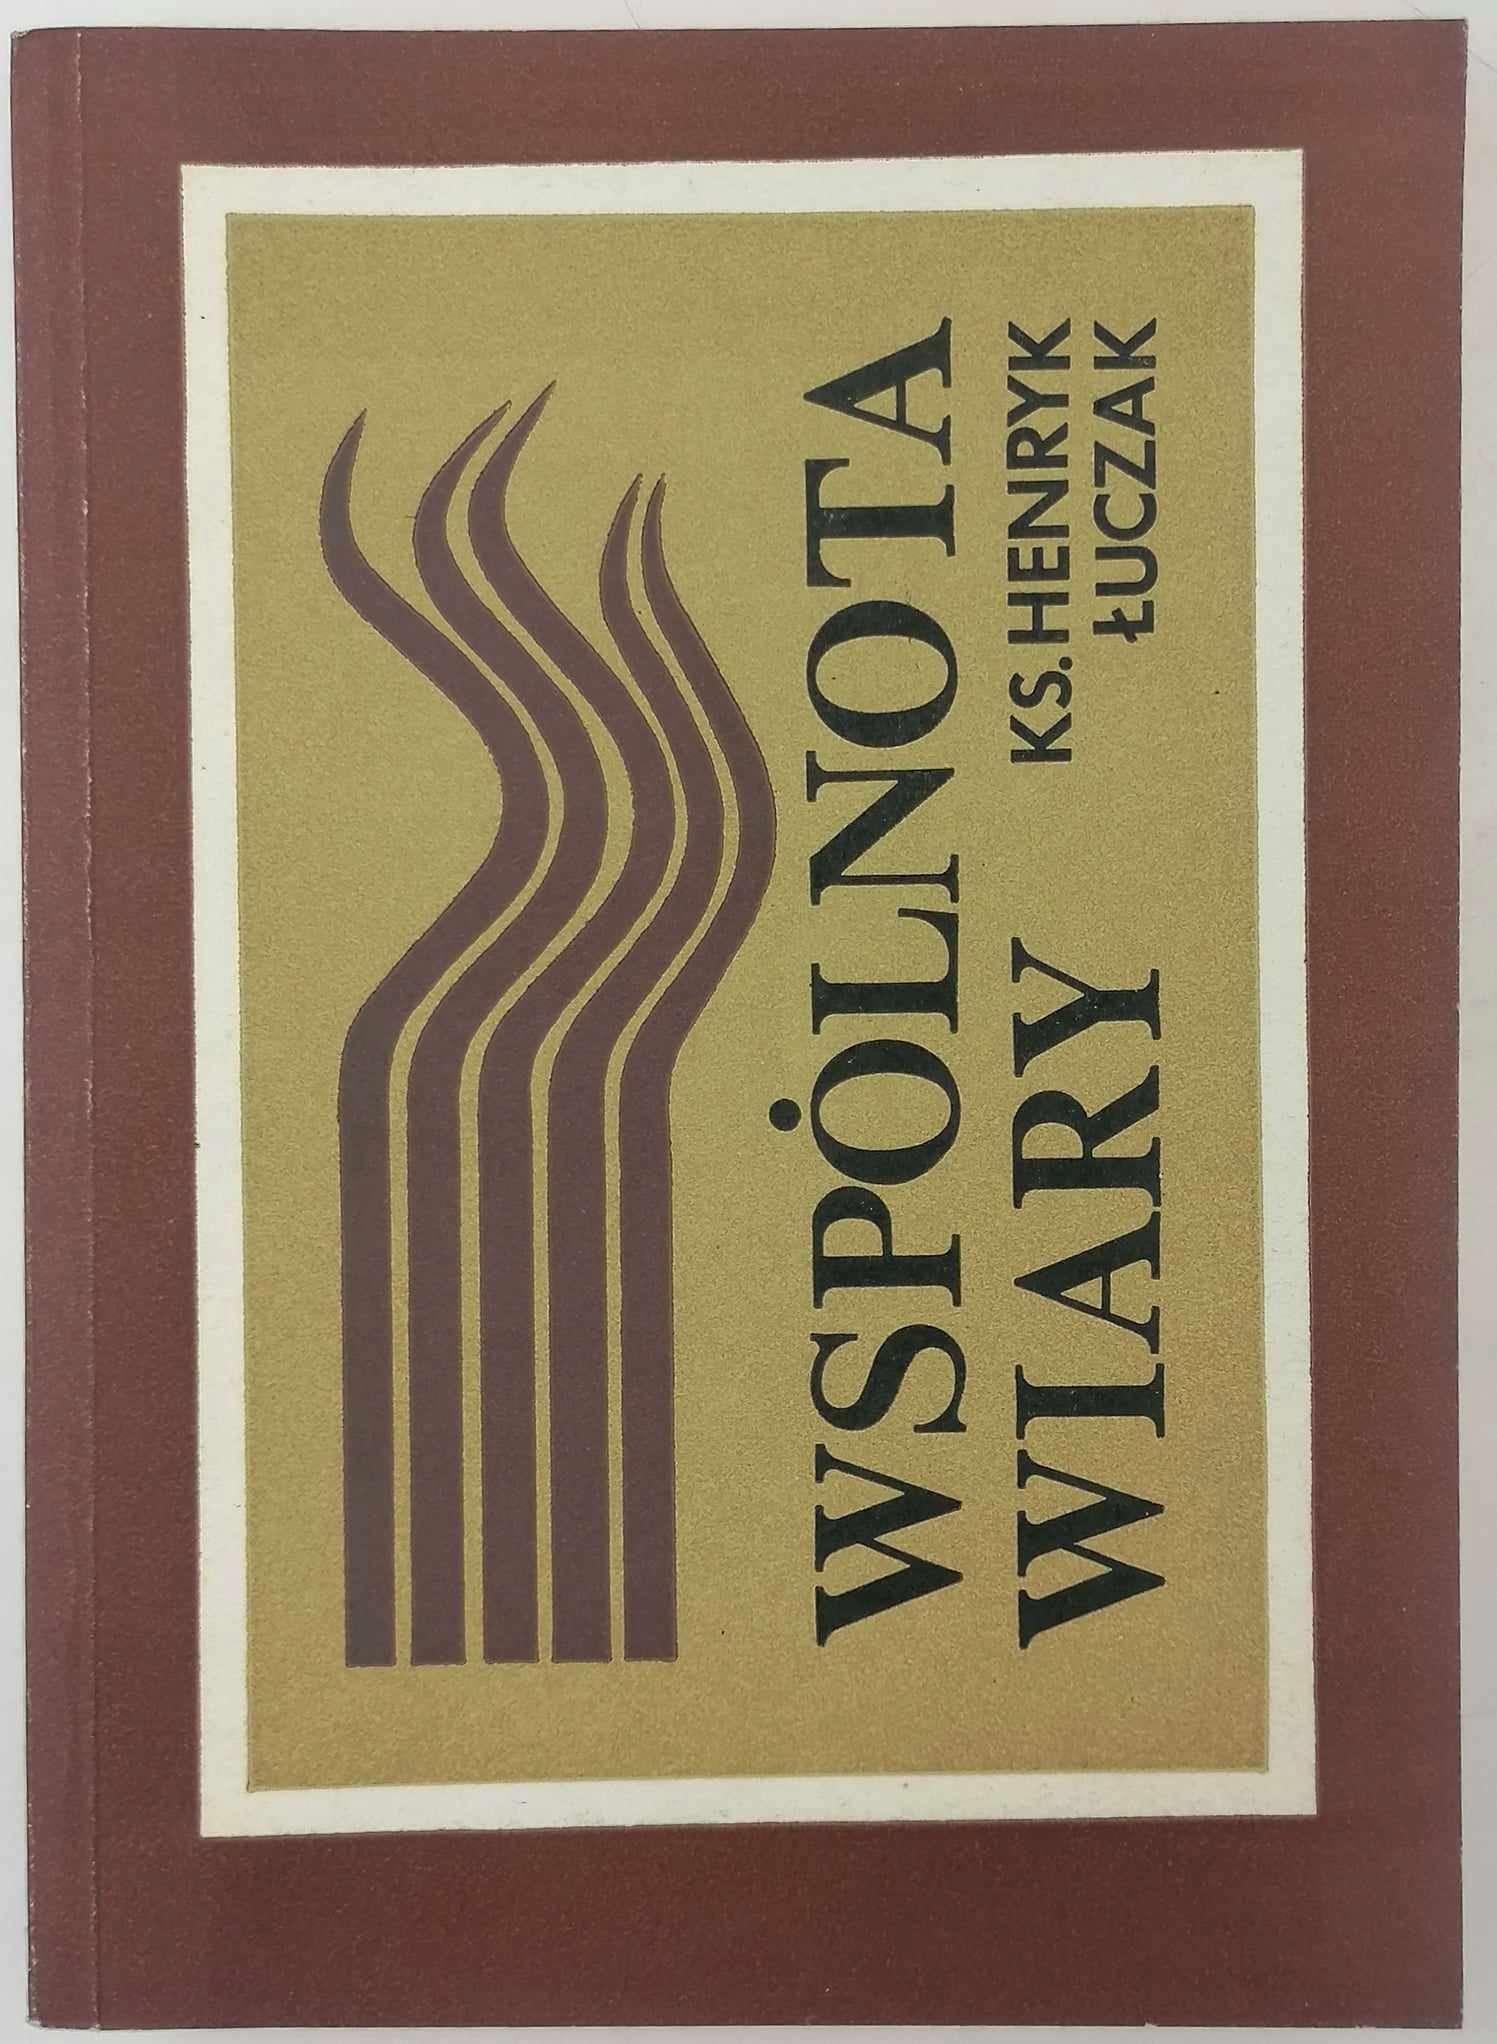 WSPÓLNOTA
WIARY
KS. HENRYK
ŁUCZAK